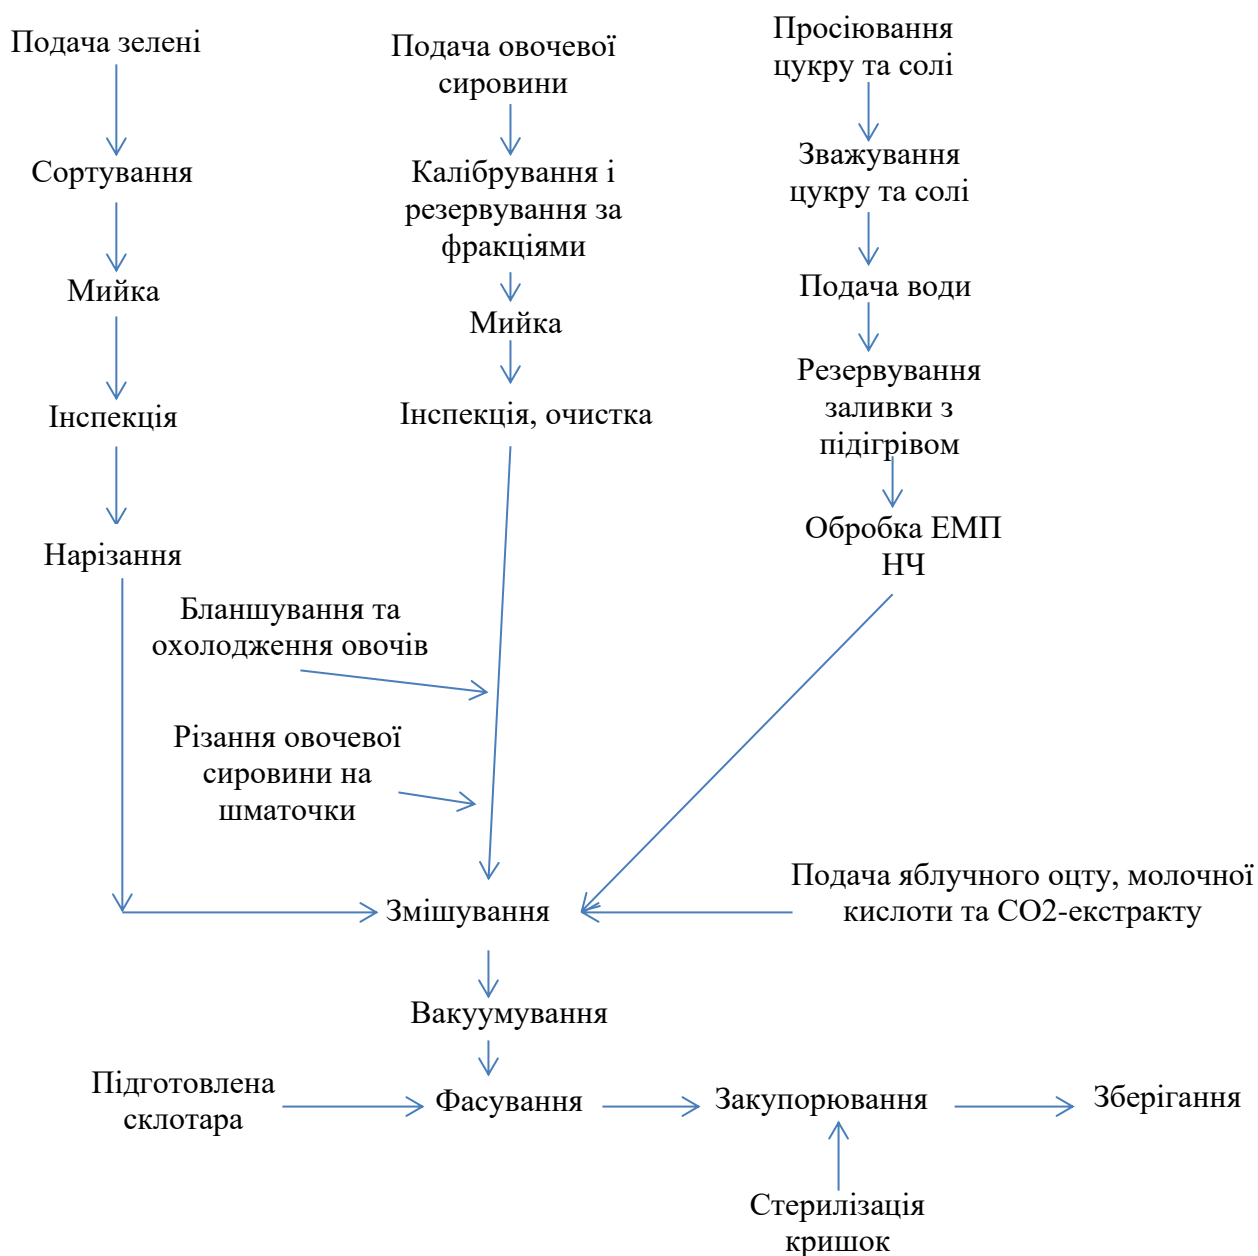 Подача зелені
Сортування
Мийка
Інспекція
Нарізання
Подача овочевої
сировини
Калібрування і
резервування за
фракціями
Мийка
Інспекція, очистка
Бланшування та
охолодження овочів
Різання овочевої
сировини на
шматочки
Просіювання
цукру та солі
Зважування
цукру та солі
Подача води
Резервування
заливки з
підігрівом
Обробка ЕМП
НЧ
Подача яблучного оцту, молочної
кислоти та СО2-екстракту
Змішування
Вакуумування
Підготовлена
склотара
Фасування
Закупорювання
Зберігання
Стерилізація
кришок